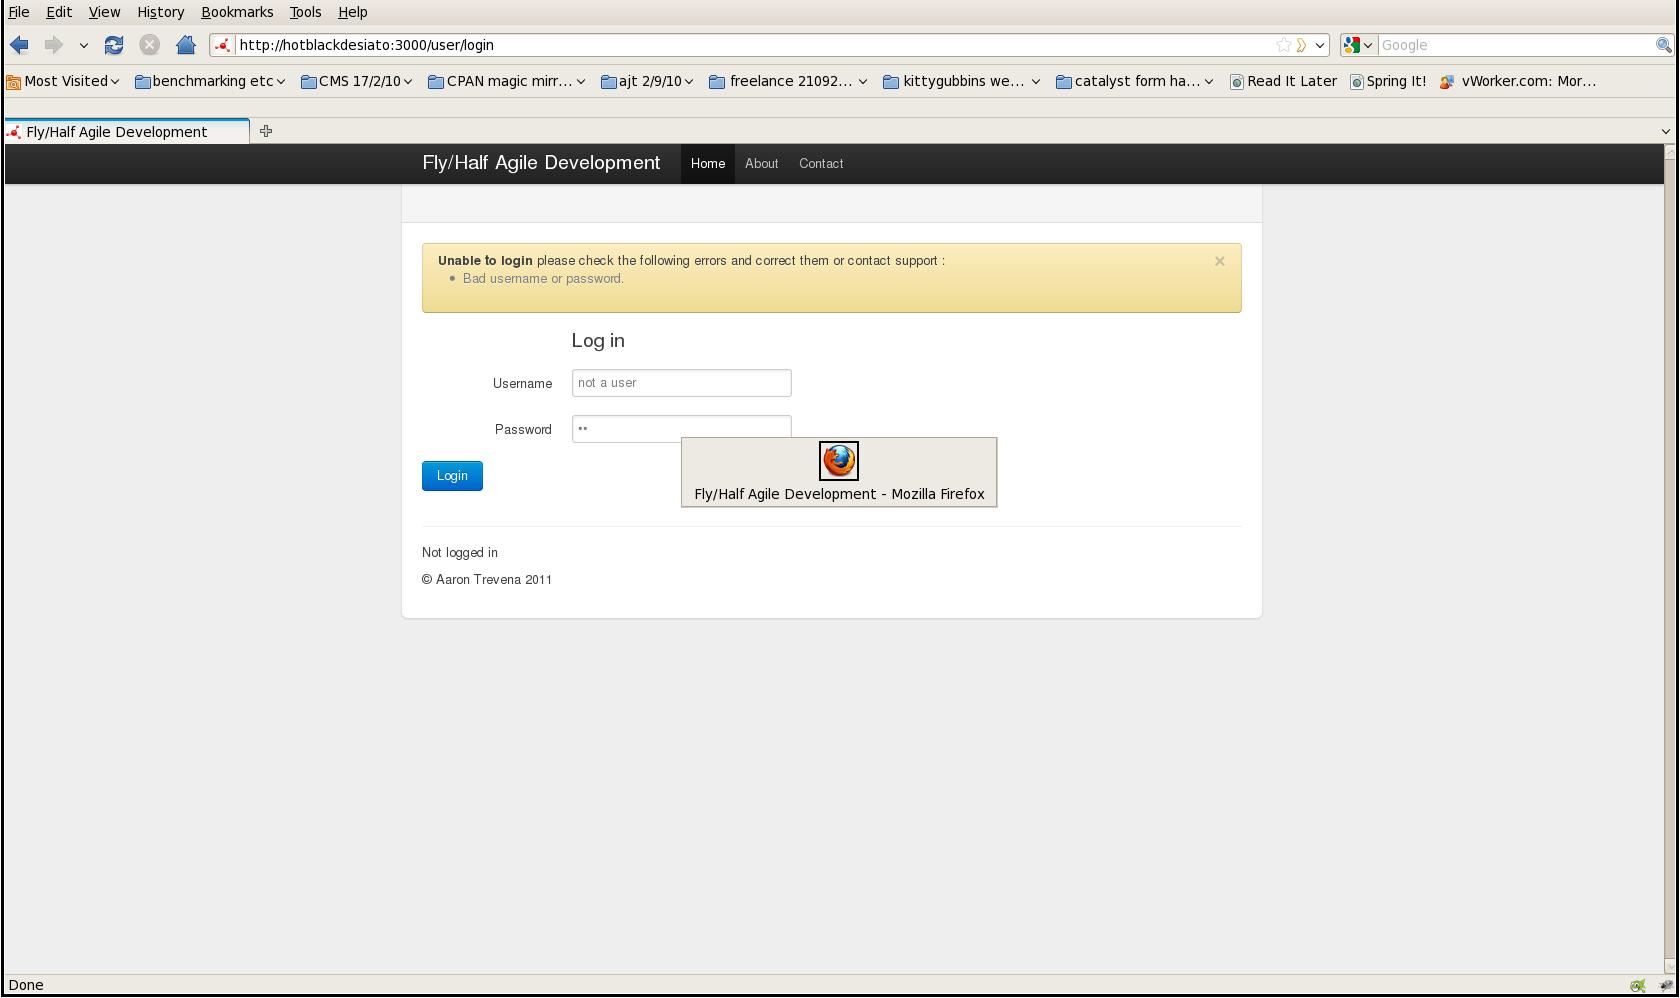 File Edit View History Bookmarks Tools Help
http://hotblackdesiato:3000/user/login Google
Most Visited benchmarking etc CMS 17/2/10 CPAN magic mirr... ajt 2/9/10 freelance 21092... kittygubbins we... catalyst form ha... Read It Later Spring It! vWorker.com: Mor...
Fly/Half Agile Development
Fly/Half Agile Development Home About Contact
Unable to login please check the following errors and correct them or contact support : ×
• Bad username or password.
Log in
Username not a user
Password ••
Login
Fly/Half Agile Development - Mozilla Firefox
Not logged in
© Aaron Trevena 2011
Done